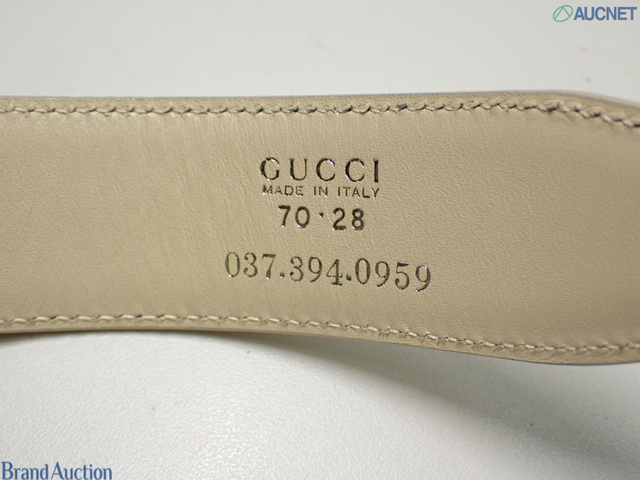 AUCNET
GUCCI
MADE IN ITALY
70·28
037.394.0959
Brand Auction